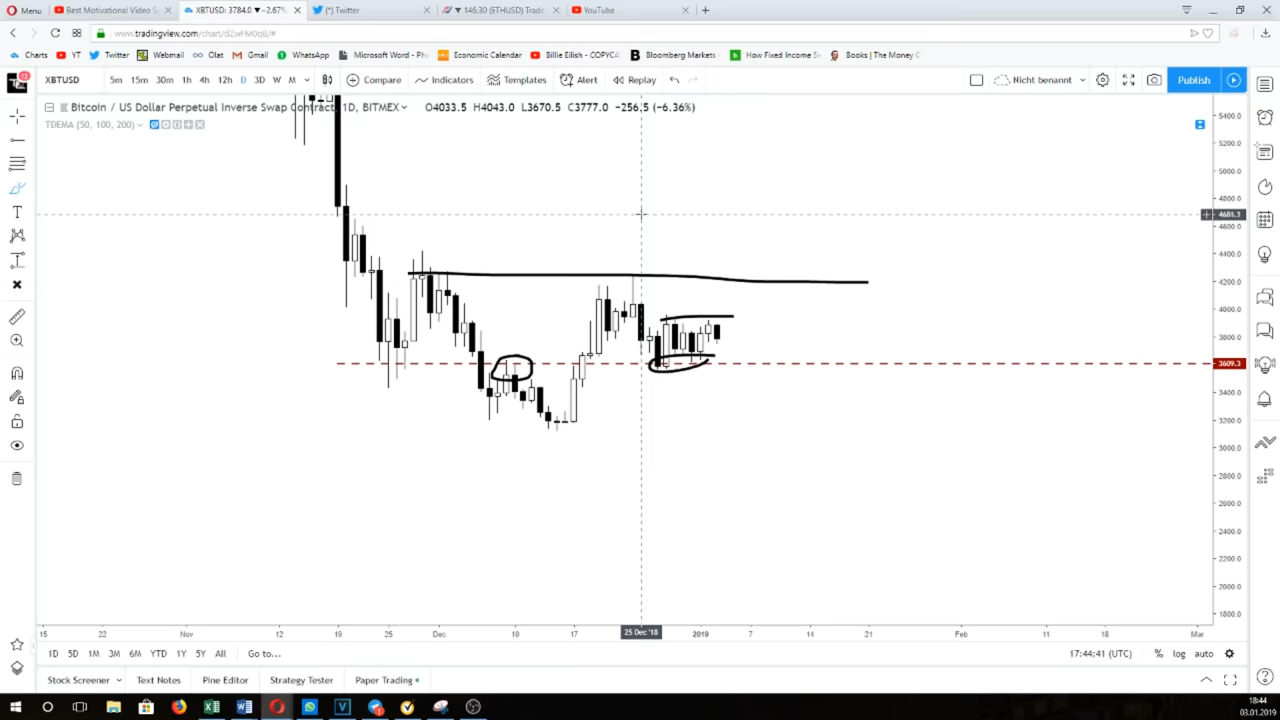 Menu
Best Motivational Video Sp
XBTUSD: 3784.0 ▼ −2.67%
(*) Twitter
▼ 146.30 (ETHUSD) Trade
YouTube
www.tradingview.com/chart/dZwFM0qB/#
Charts YT Twitter Webmail Olat Gmail WhatsApp Microsoft Word - Pr Economic Calendar Billie Eilish - COPYCA Bloomberg Markets How Fixed Income Se Books | The Money C
XBTUSD 5m 15m 30m 1h 4h 12h D 3D W M Compare Indicators Templates Alert Replay Nicht benannt Publish
Bitcoin / US Dollar Perpetual Inverse Swap Contract, 1D, BITMEX O4033.5 H4043.0 L3670.5 C3777.0 −256.5 (−6.36%)
TDEMA (50, 100, 200)
5400.0
5200.0
5000.0
4800.0
4600.0
4400.0
4200.0
4000.0
3800.0
3609.3
3400.0
3200.0
3000.0
2800.0
2600.0
2400.0
2200.0
2000.0
1800.0
15 22 Nov 12 19 25 Dec 10 17 25 Dec '18 2019 7 14 21 Feb 11 18 Mar
1D 5D 1M 3M 6M YTD 1Y 5Y All Go to... 17:44:41 (UTC) % log auto
Stock Screener Text Notes Pine Editor Strategy Tester Paper Trading
18:44
03.01.2019